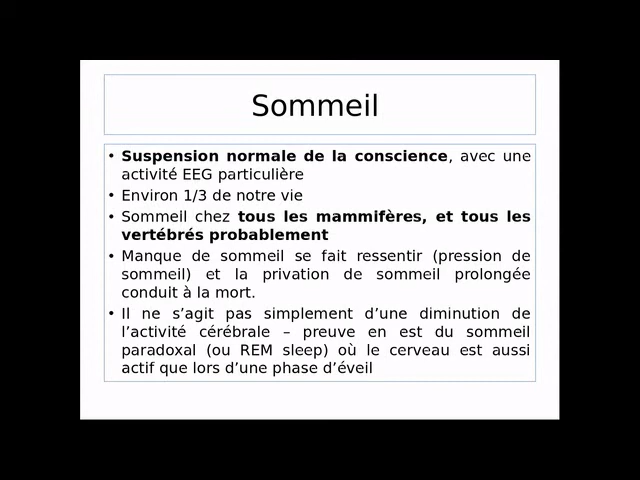 Sommeil
• Suspension normale de la conscience, avec une
activité EEG particulière
• Environ 1/3 de notre vie
• Sommeil chez tous les mammifères, et tous les
vertébrés probablement
• Manque de sommeil se fait ressentir (pression de
sommeil) et la privation de sommeil prolongée
conduit à la mort.
• Il ne s’agit pas simplement d’une diminution de
l’activité cérébrale – preuve en est du sommeil
paradoxal (ou REM sleep) où le cerveau est aussi
actif que lors d’une phase d’éveil